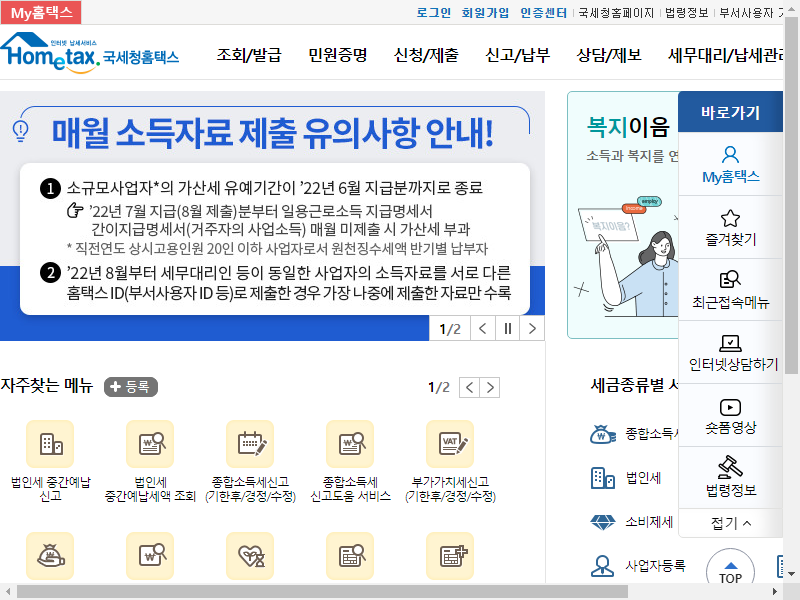 My홈택스
로그인 회원가입 인증센터 국세청홈페이지 법령정보 부서사용자
인터넷 납세서비스
Hometax. 국세청홈택스
조회/발급 민원증명 신청/제출 신고/납부 상담/제보 세무대리/납세관리
매월 소득자료 제출 유의사항 안내!
1 소규모사업자*의 가산세 유예기간이 ’22년 6월 지급분까지로 종료
’22년 7월 지급(8월 제출)분부터 일용근로소득 지급명세서
간이지급명세서(거주자의 사업소득) 매월 미제출 시 가산세 부과
* 직전연도 상시고용인원 20인 이하 사업자로서 원천징수세액 반기별 납부자
2 ’22년 8월부터 세무대리인 등이 동일한 사업자의 소득자료를 서로 다른
홈택스 ID(부서사용자 ID 등)로 제출한 경우 가장 나중에 제출한 자료만 수록
1/2
복지이음
소득과 복지를 연
employ
income
복지이음?
바로가기
My홈택스
즐겨찾기
최근접속메뉴
인터넷상담하기
숏폼영상
법령정보
접기
TOP
자주찾는 메뉴 + 등록
1/2
법인세 중간예납
신고
법인세
중간예납세액 조회
종합소득세신고
(기한후/경정/수정)
종합소득세
신고도움 서비스
VAT
부가가치세신고
(기한후/경정/수정)
세금종류별 서
종합소득세
법인세
소비제세
사업자등록